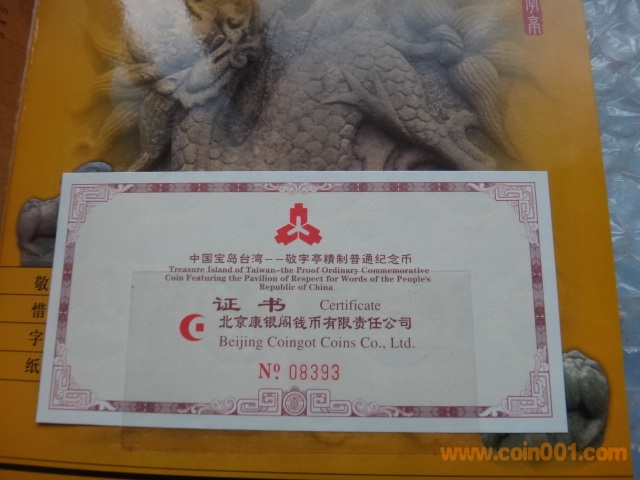 字亭
中国宝岛台湾--敬字亭精制普通纪念币
Treasure Island of Taiwan-the Proof Ordinary Commemorative
Coin Featuring the Pavilion of Respect for Words of the People's
Republic of China
证书 Certificate
北京康银阁钱币有限责任公司
Beijing Coingot Coins Co., Ltd.
Nº 08393
敬
惜
字
纸
www.coin001.com